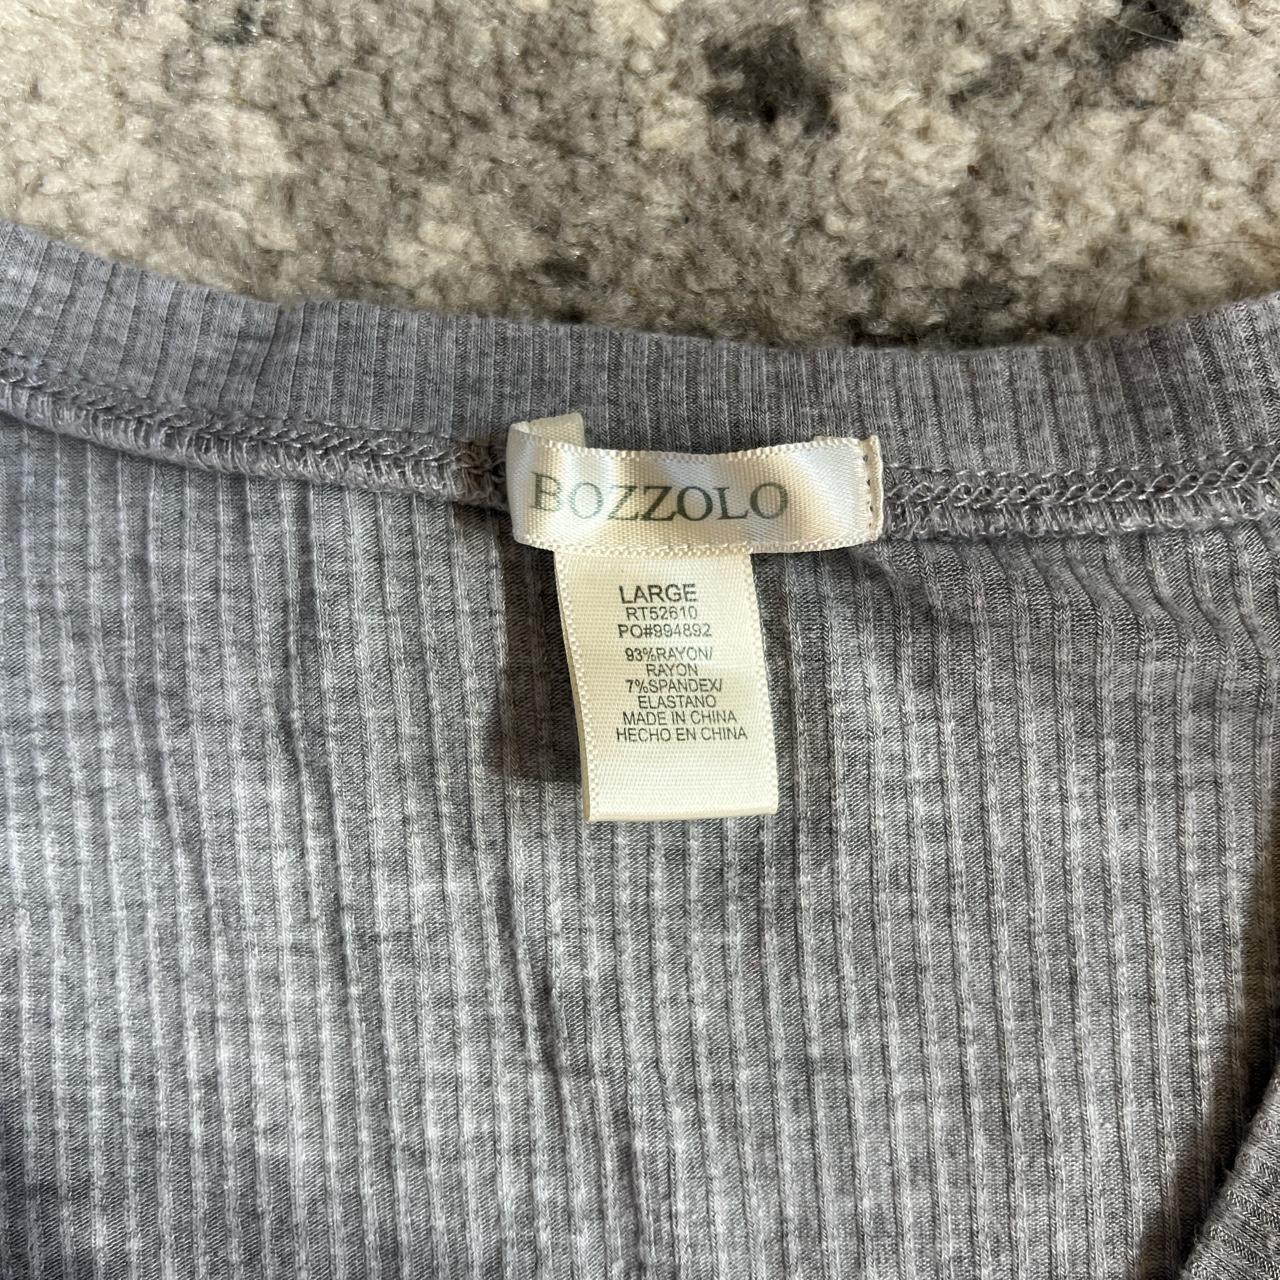 BOZZOLO
LARGE
RT52610
PO#994892
93%RAYON/
RAYON
7%SPANDEX/
ELASTANO
MADE IN CHINA
HECHO EN CHINA